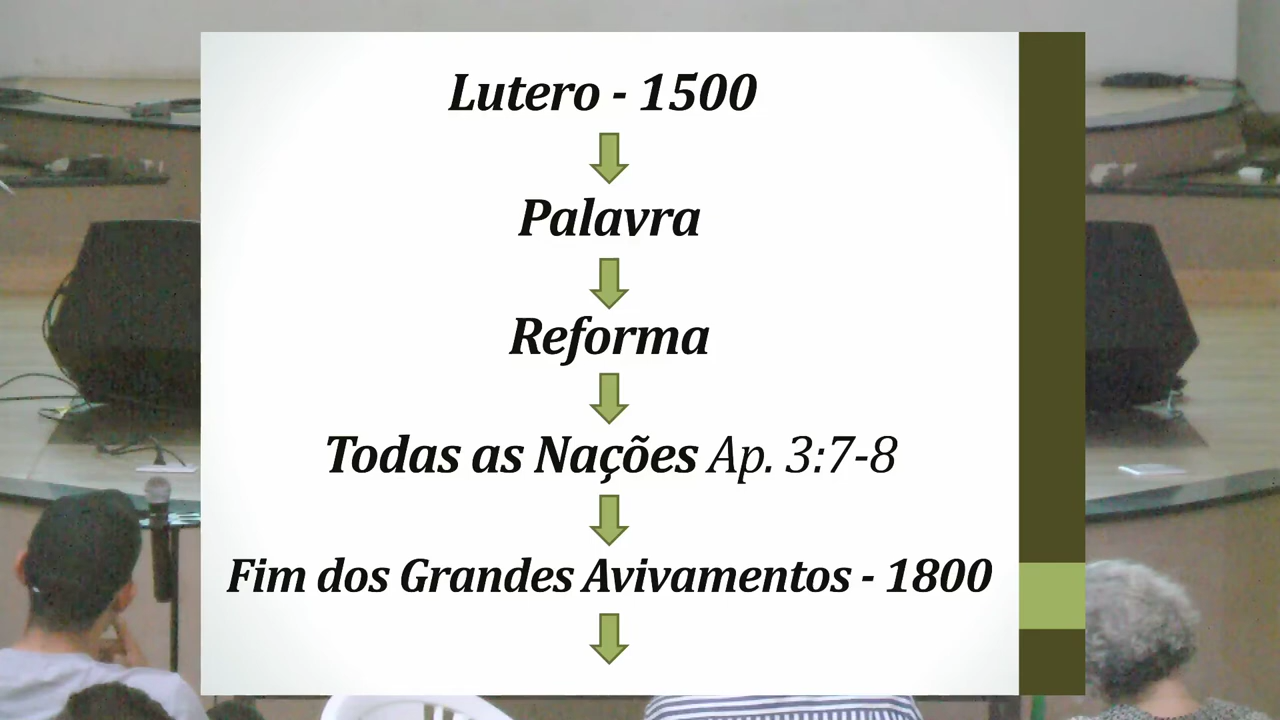 Lutero - 1500
Palavra
Reforma
Todas as Nações Ap. 3:7-8
Fim dos Grandes Avivamentos - 1800